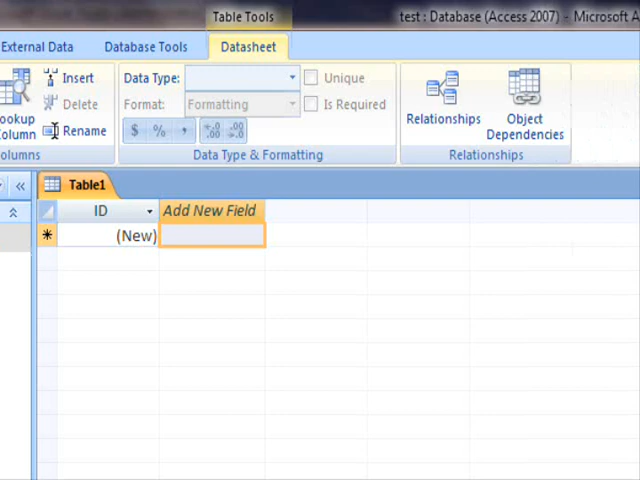 Table Tools
test : Database (Access 2007) - Microsoft A
External Data
Database Tools
Datasheet
Insert
Delete
Rename
ookup
olumn
olumns
Data Type:
Format:
Formatting
Unique
Is Required
$ % ,
Data Type & Formatting
Relationships
Object
Dependencies
Relationships
Table1
ID
Add New Field
(New)